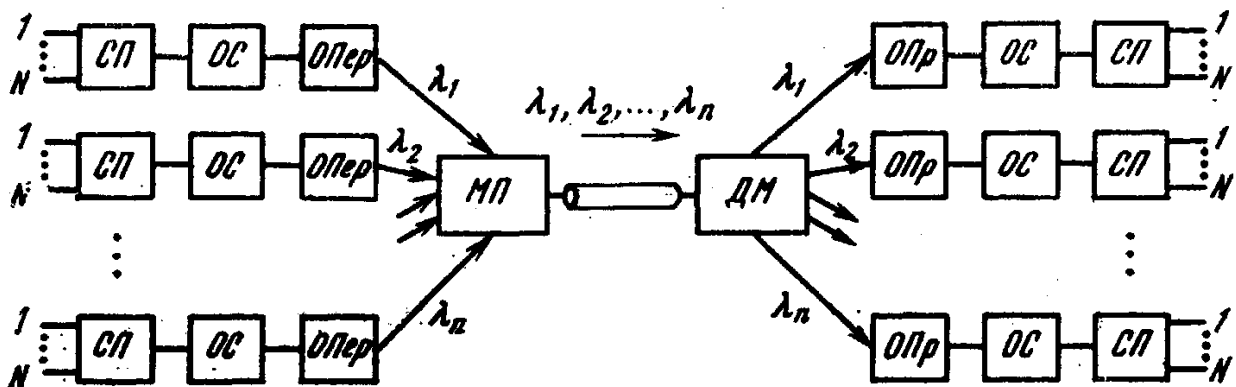 1 СП ОС ОПер λ₁ λ₁, λ₂, ..., λₙ λ₁ ОПр ОС СП 1
N N
1 СП ОС ОПер λ₂ МП ДМ λ₂ ОПр ОС СП 1
N N
1 СП ОС ОПер λₙ λₙ ОПр ОС СП 1
N N